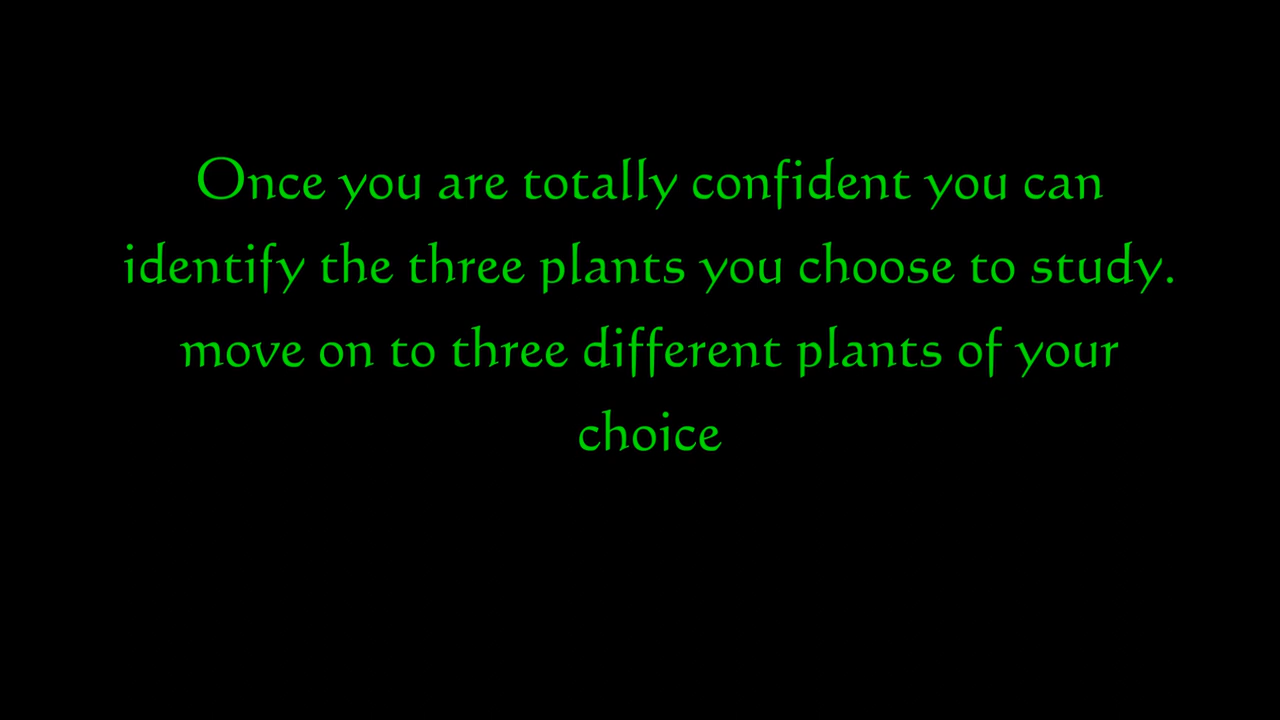 Once you are totally confident you can
identify the three plants you choose to study.
move on to three different plants of your
choice